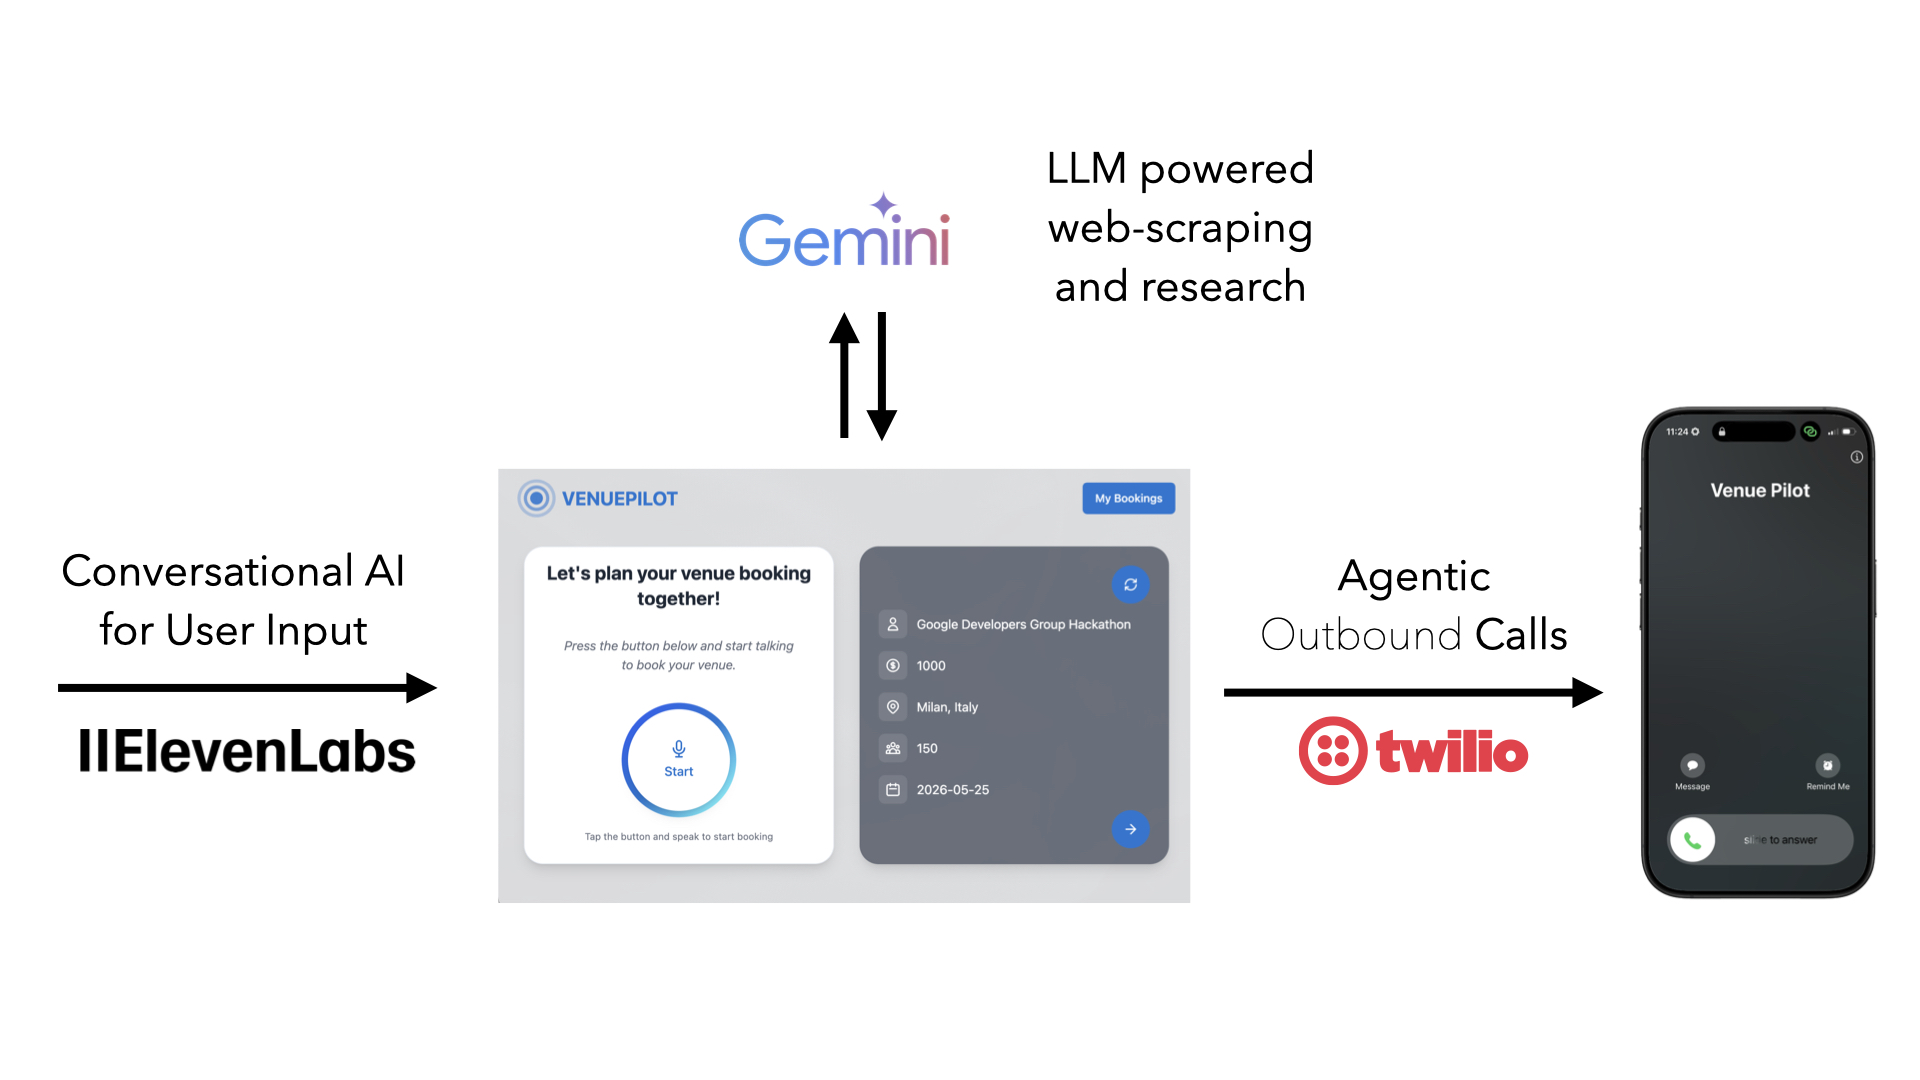 Gemini
LLM powered
web-scraping
and research
Conversational AI
for User Input
IIElevenLabs
VENUEPILOT
My Bookings
Let's plan your venue booking
together!
Press the button below and start talking
to book your venue.
Start
Tap the button and speak to start booking
Google Developers Group Hackathon
1000
Milan, Italy
150
2026-05-25
Agentic
Outbound Calls
twilio
11:24
Venue Pilot
Message
Remind Me
slide to answer